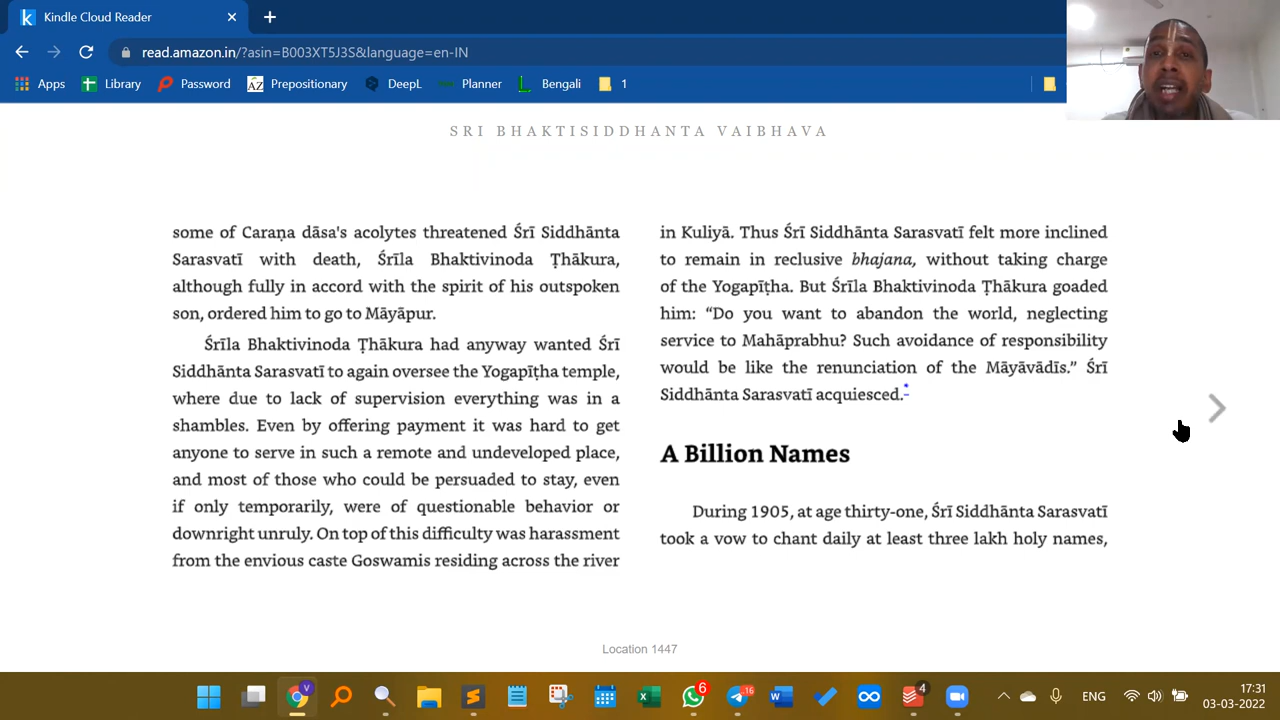 Kindle Cloud Reader
read.amazon.in/?asin=B003XT5J3S&language=en-IN
Apps Library Password AZ Prepositionary DeepL Planner Bengali 1
SRI BHAKTISIDDHANTA VAIBHAVA
some of Caraṇa dāsa's acolytes threatened Śrī Siddhānta
Sarasvatī with death, Śrīla Bhaktivinoda Ṭhākura,
although fully in accord with the spirit of his outspoken
son, ordered him to go to Māyāpur.
Śrīla Bhaktivinoda Ṭhākura had anyway wanted Śrī
Siddhānta Sarasvatī to again oversee the Yogapīṭha temple,
where due to lack of supervision everything was in a
shambles. Even by offering payment it was hard to get
anyone to serve in such a remote and undeveloped place,
and most of those who could be persuaded to stay, even
if only temporarily, were of questionable behavior or
downright unruly. On top of this difficulty was harassment
from the envious caste Goswamis residing across the river
in Kuliyā. Thus Śrī Siddhānta Sarasvatī felt more inclined
to remain in reclusive bhajana, without taking charge
of the Yogapīṭha. But Śrīla Bhaktivinoda Ṭhākura goaded
him: “Do you want to abandon the world, neglecting
service to Mahāprabhu? Such avoidance of responsibility
would be like the renunciation of the Māyāvādīs.” Śrī
Siddhānta Sarasvatī acquiesced.*
A Billion Names
During 1905, at age thirty-one, Śrī Siddhānta Sarasvatī
took a vow to chant daily at least three lakh holy names,
Location 1447
V 6 .16 4 ENG 17:31
03-03-2022